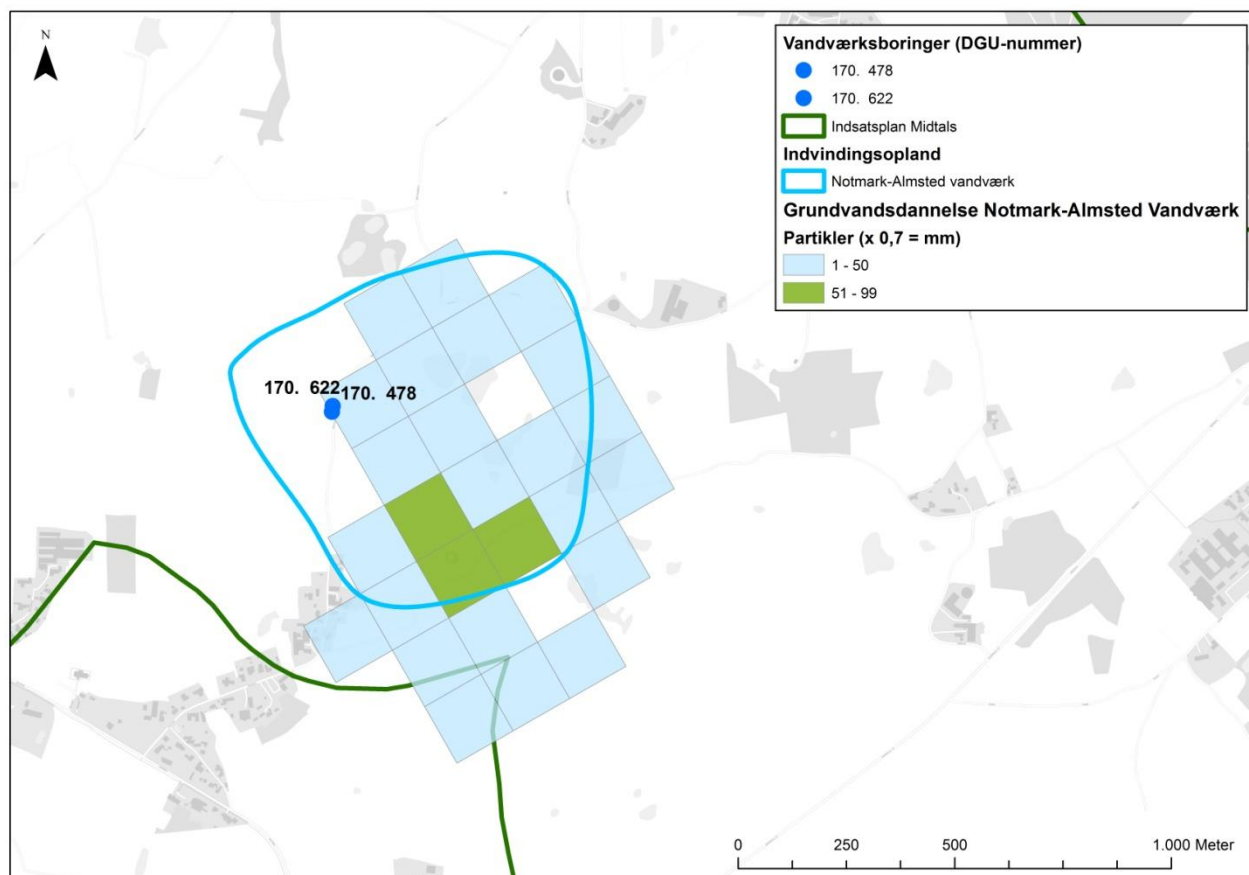 N
Vandværksboringer (DGU-nummer)
170. 478
170. 622
Indsatsplan Midtals
Indvindingsopland
Notmark-Almsted vandværk
Grundvandsdannelse Notmark-Almsted Vandværk
Partikler (x 0,7 = mm)
1 - 50
51 - 99
170. 622
170. 478
0 250 500 1.000 Meter